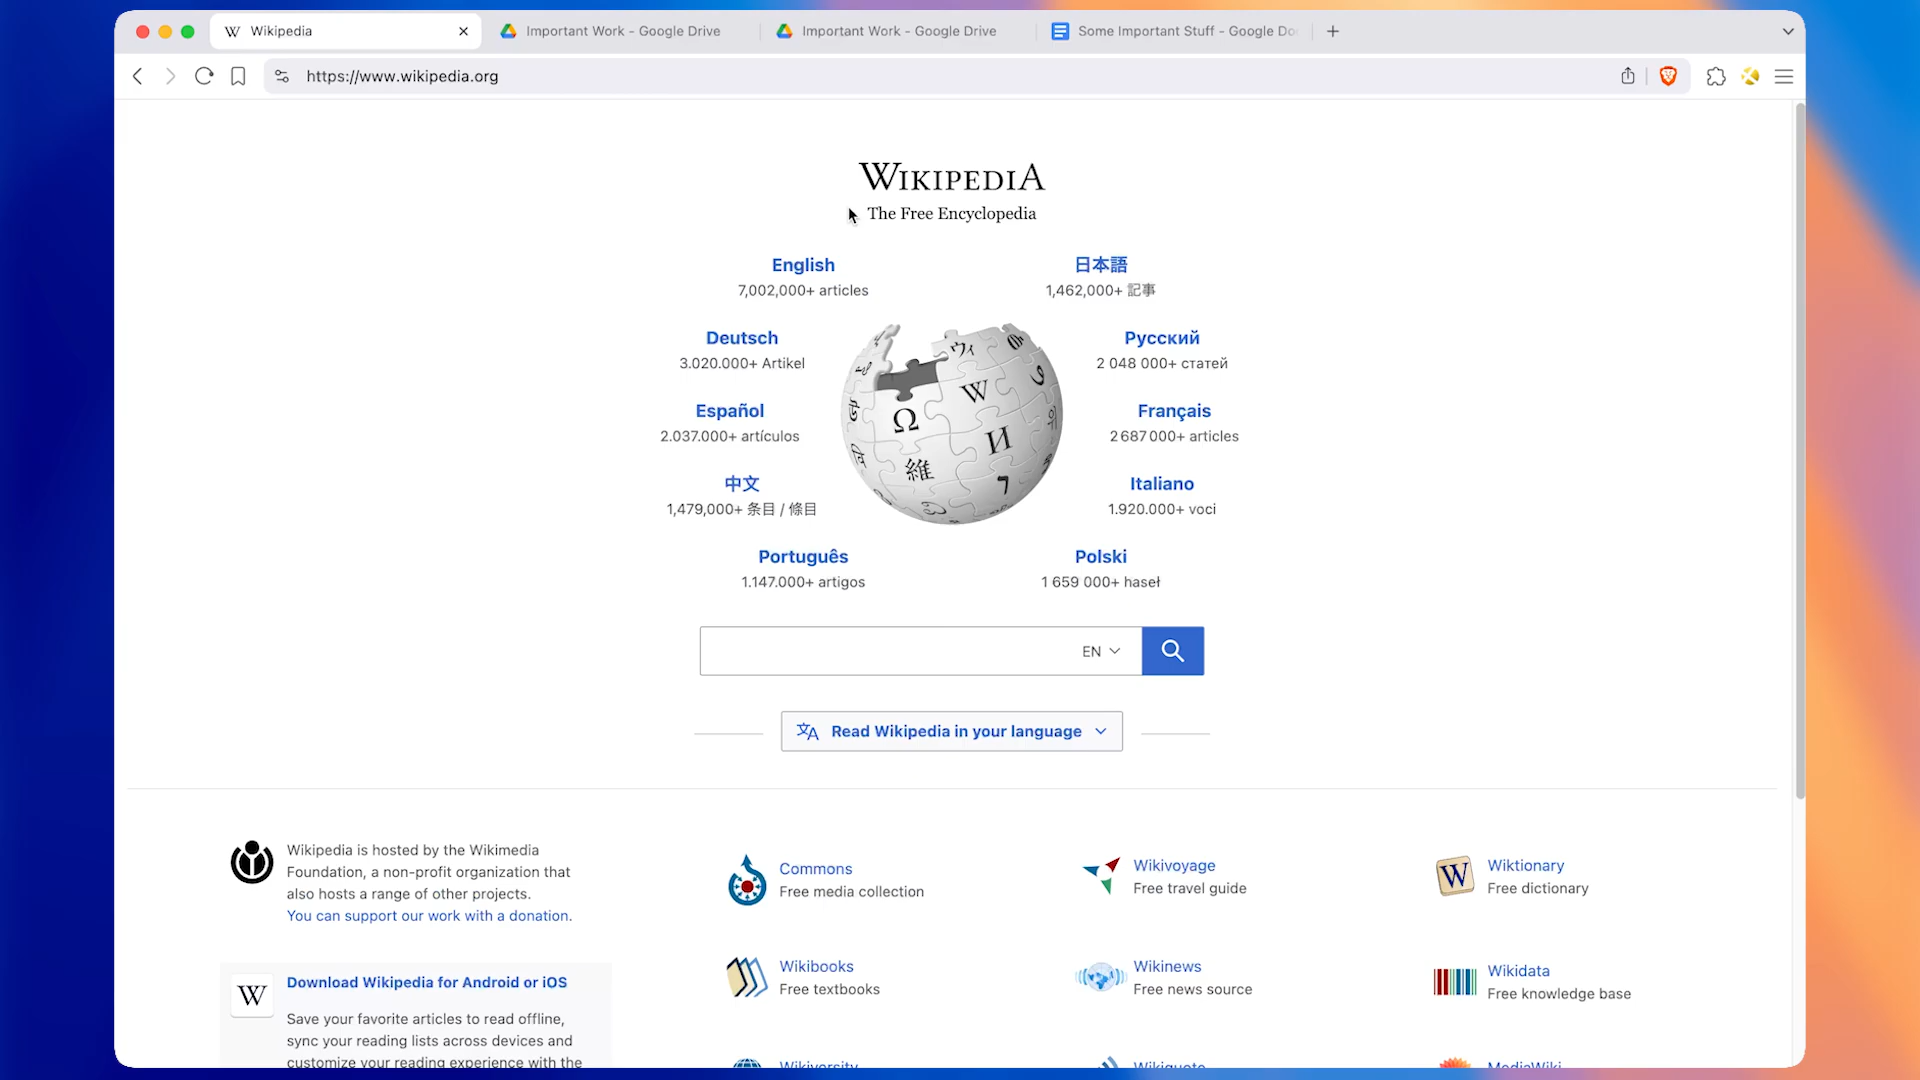 Wikipedia
Important Work - Google Drive
Important Work - Google Drive
Some Important Stuff - Google Do
https://www.wikipedia.org
WIKIPEDIA
The Free Encyclopedia
English
7,002,000+ articles
日本語
1,462,000+ 記事
Deutsch
3.020.000+ Artikel
Русский
2 048 000+ статей
Español
2.037.000+ artículos
Français
2 687 000+ articles
中文
1,479,000+ 条目 / 條目
Italiano
1.920.000+ voci
Português
1.147.000+ artigos
Polski
1 659 000+ haseł
EN
Read Wikipedia in your language
Wikipedia is hosted by the Wikimedia
Foundation, a non-profit organization that
also hosts a range of other projects.
You can support our work with a donation.
Download Wikipedia for Android or iOS
Save your favorite articles to read offline,
sync your reading lists across devices and
customize your reading experience with the
Commons
Free media collection
Wikivoyage
Free travel guide
Wiktionary
Free dictionary
Wikibooks
Free textbooks
Wikinews
Free news source
Wikidata
Free knowledge base
Wikiversity
Wikiquote
MediaWiki